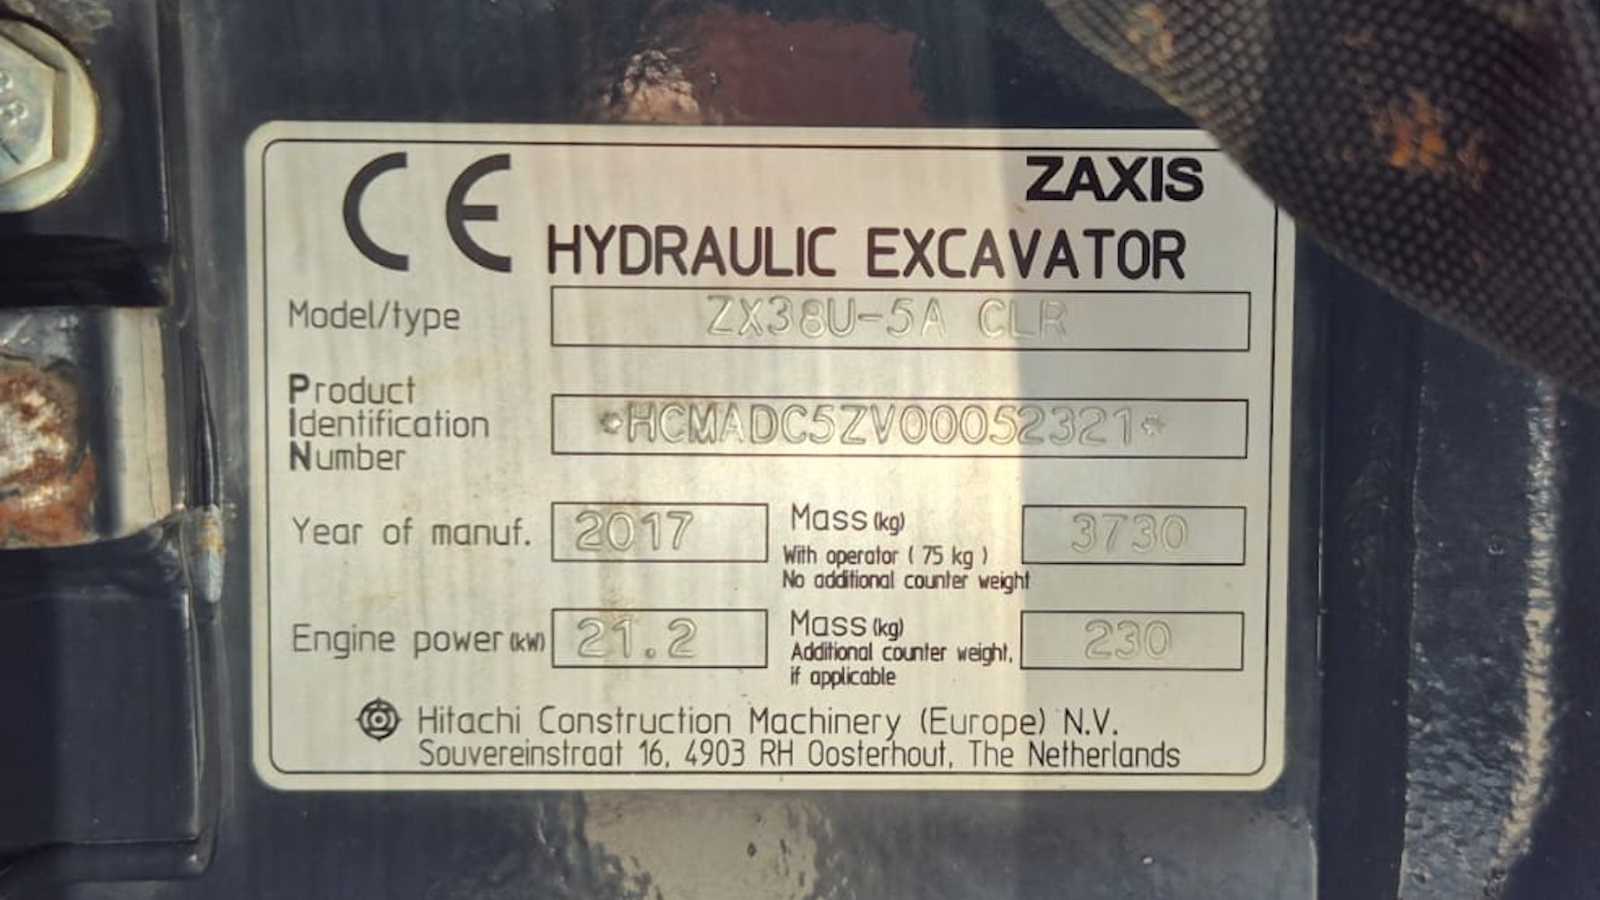 CE ZAXIS
HYDRAULIC EXCAVATOR
Model/type ZX38U-5A CLR
Product
Identification
Number
*HCMADC5ZV00052321*
Year of manuf. 2017
Mass (kg)
With operator ( 75 kg )
No additional counter weight
3730
Engine power (kW) 21.2
Mass (kg)
Additional counter weight,
if applicable
230
Hitachi Construction Machinery (Europe) N.V.
Souvereinstraat 16, 4903 RH Oosterhout, The Netherlands